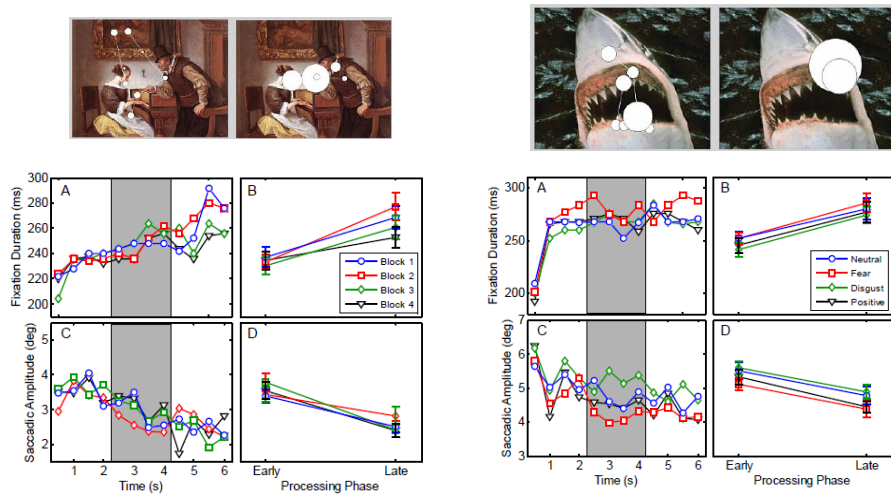 A
B
Fixation Duration (ms)
300
280
260
240
220
200
Block 1
Block 2
Block 3
Block 4
C
D
Saccadic Amplitude (deg)
5
4
3
2
1
2
3
4
5
6
Time (s)
Early
Late
Processing Phase
A
B
Fixation Duration (ms)
300
250
200
Neutral
Fear
Disgust
Positive
C
D
Saccadic Amplitude (deg)
7
6
5
4
3
1
2
3
4
5
6
Time (s)
Early
Late
Processing Phase